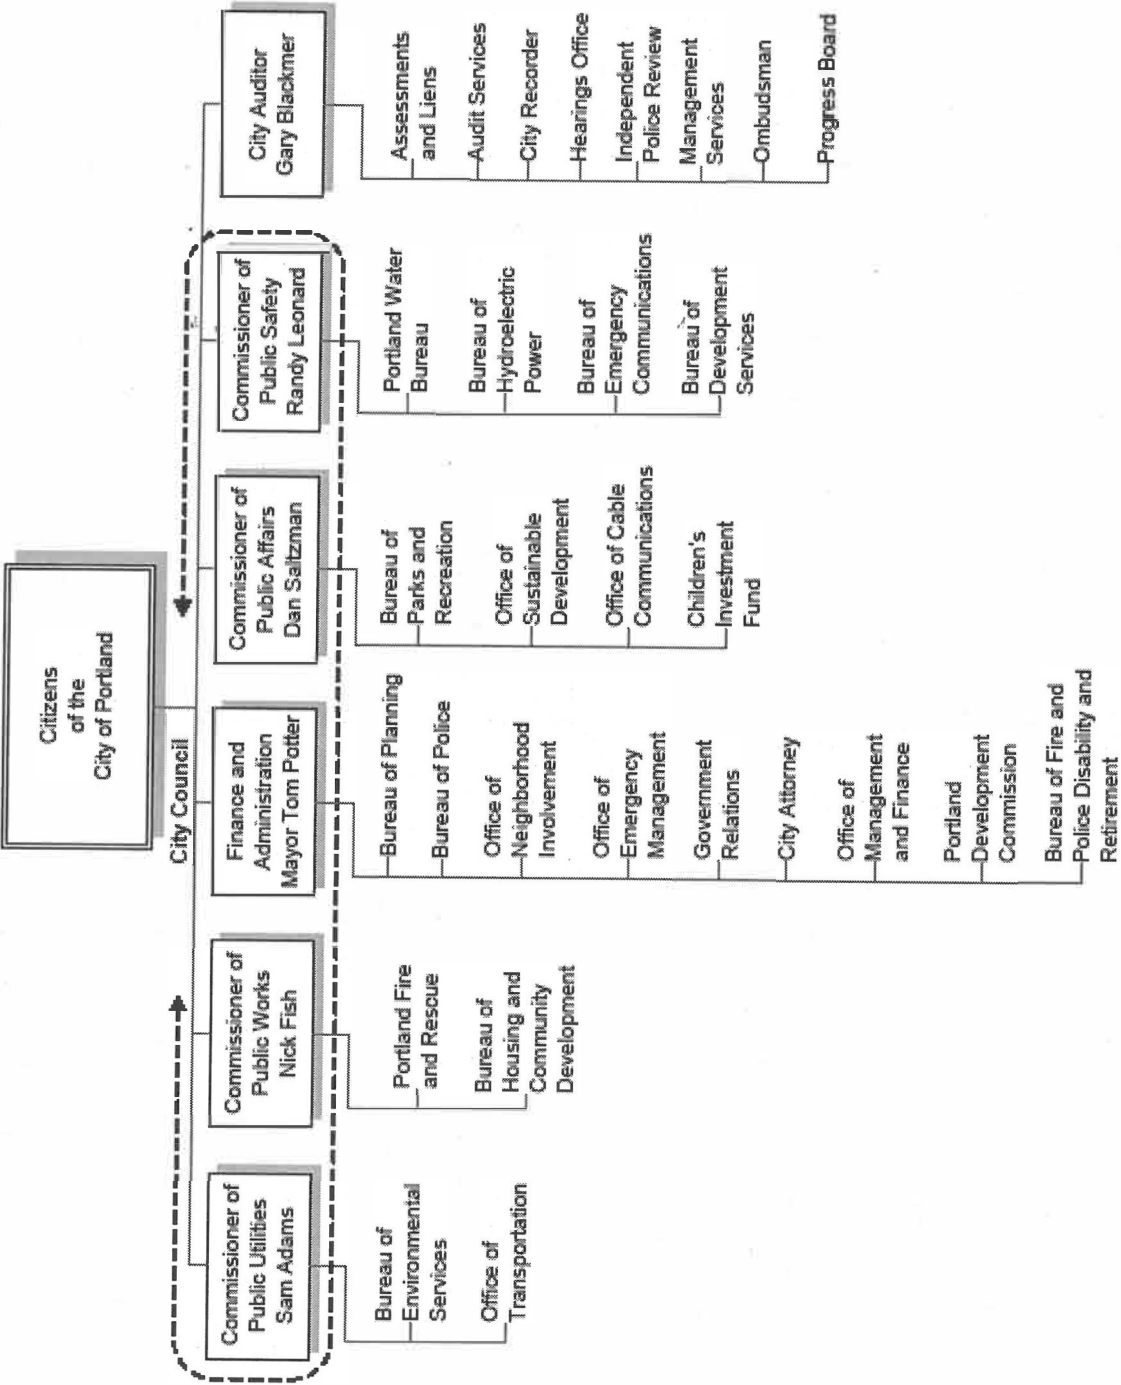 Citizens
of the
City of Portland
City Council
Commissioner of
Public Utilities
Sam Adams
Bureau of
Environmental
Services
Office of
Transportation
Commissioner of
Public Works
Nick Fish
Portland Fire
and Rescue
Bureau of
Housing and
Community
Development
Finance and
Administration
Mayor Tom Potter
Bureau of Planning
Bureau of Police
Office of
Neighborhood
Involvement
Office of
Emergency
Management
Government
Relations
City Attorney
Office of
Management
and Finance
Portland
Development
Commission
Bureau of Fire and
Police Disability and
Retirement
Commissioner of
Public Affairs
Dan Saltzman
Bureau of
Parks and
Recreation
Office of
Sustainable
Development
Office of Cable
Communications
Children's
Investment
Fund
Commissioner of
Public Safety
Randy Leonard
Portland Water
Bureau
Bureau of
Hydroelectric
Power
Bureau of
Emergency
Communications
Bureau of
Development
Services
City Auditor
Gary Blackmer
Assessments
and Liens
Audit Services
City Recorder
Hearings Office
Independent
Police Review
Management
Services
Ombudsman
Progress Board